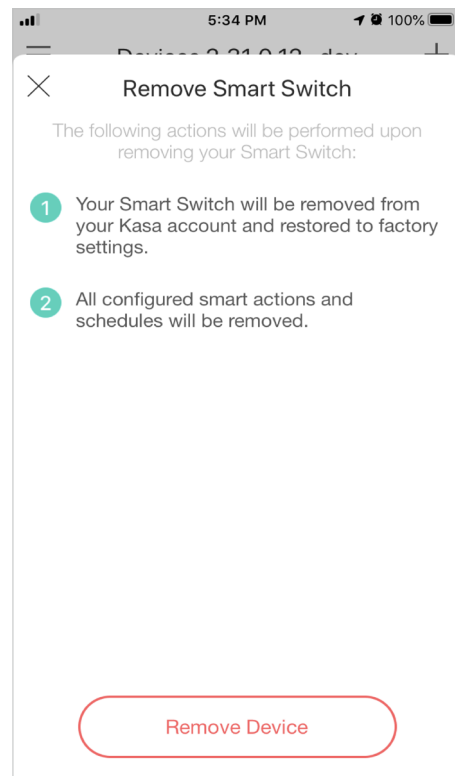 5:34 PM
100%
Remove Smart Switch
The following actions will be performed upon
removing your Smart Switch:
1
Your Smart Switch will be removed from
your Kasa account and restored to factory
settings.
2
All configured smart actions and
schedules will be removed.
Remove Device